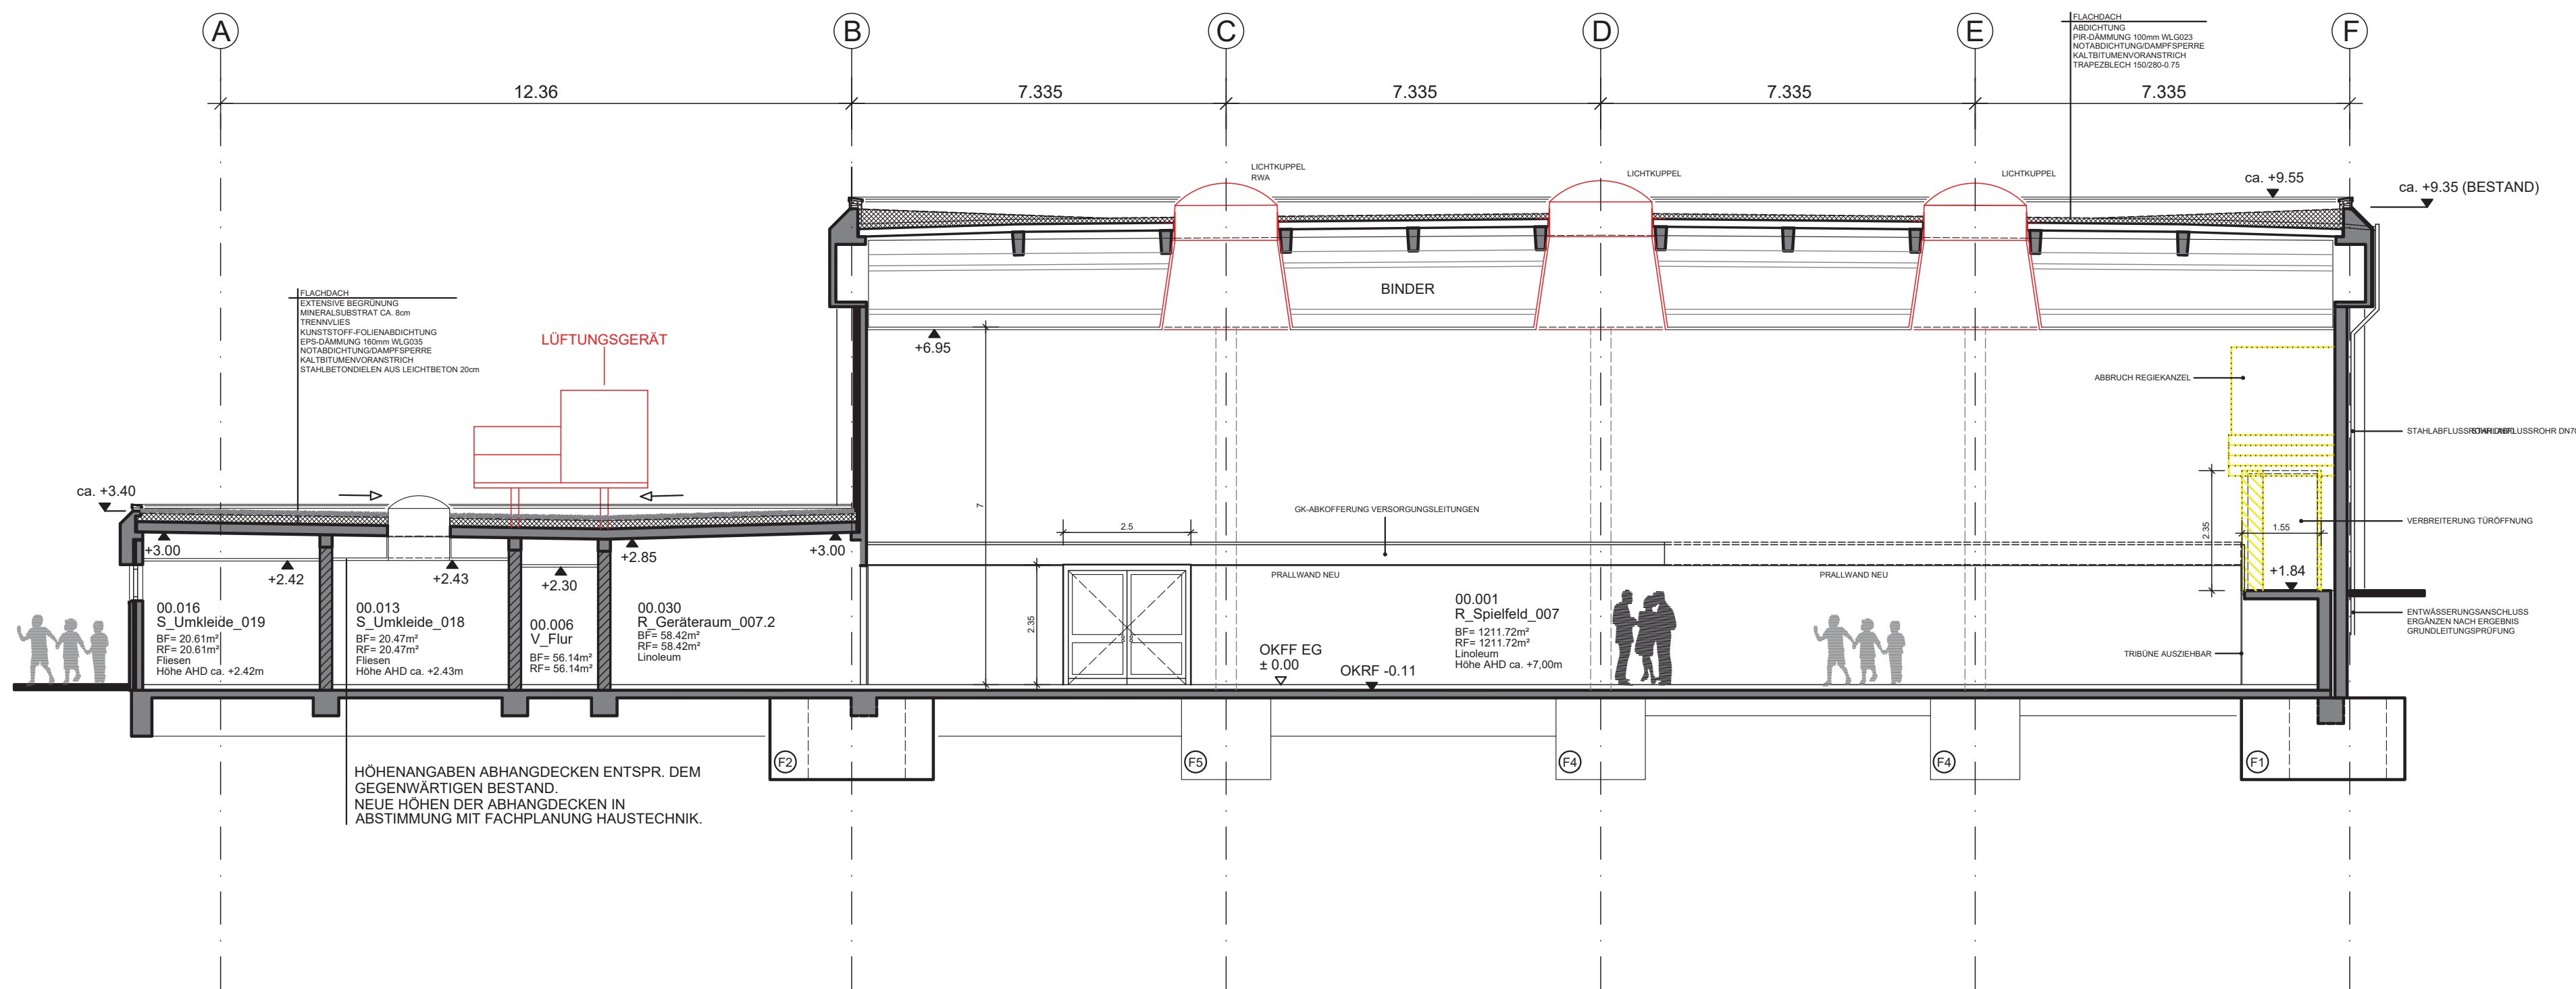 A
B
C
D
E
F
12.36
7.335
7.335
7.335
7.335
FLACHDACH
ABDICHTUNG
PIR-DÄMMUNG 100mm WLG023
NOTABDICHTUNG/DAMPFSPERRE
KALTBITUMENVORANSTRICH
TRAPEZBLECH 150/280-0.75
LICHTKUPPEL
RWA
LICHTKUPPEL
LICHTKUPPEL
ca. +9.55
ca. +9.35 (BESTAND)
FLACHDACH
EXTENSIVE BEGRÜNUNG
MINERALSUBSTRAT CA. 8cm
TRENNVLIES
KUNSTSTOFF-FOLIENABDICHTUNG
EPS-DÄMMUNG 160mm WLG035
NOTABDICHTUNG/DAMPFSPERRE
KALTBITUMENVORANSTRICH
STAHLBETONDIELEN AUS LEICHTBETON 20cm
LÜFTUNGSGERÄT
BINDER
+6.95
ABBRUCH REGIEKANZEL
STAHLABFLUSSROHR DN70
ca. +3.40
7
GK-ABKOFFERUNG VERSORGUNGSLEITUNGEN
2.5
2.35
1.55
VERBREITERUNG TÜRÖFFNUNG
+3.00
+2.42
+2.43
+2.30
+2.85
+3.00
PRALLWAND NEU
PRALLWAND NEU
+1.84
00.016
S_Umkleide_019
BF= 20.61m²
RF= 20.61m²
Fliesen
Höhe AHD ca. +2.42m
00.013
S_Umkleide_018
BF= 20.47m²
RF= 20.47m²
Fliesen
Höhe AHD ca. +2.43m
00.006
V_Flur
BF= 56.14m²
RF= 56.14m²
00.030
R_Geräteraum_007.2
BF= 58.42m²
RF= 58.42m²
Linoleum
2.35
00.001
R_Spielfeld_007
BF= 1211.72m²
RF= 1211.72m²
Linoleum
Höhe AHD ca. +7,00m
OKFF EG
± 0.00
OKRF -0.11
ENTWÄSSERUNGSANSCHLUSS
ERGÄNZEN NACH ERGEBNIS
GRUNDLEITUNGSPRÜFUNG
TRIBÜNE AUSZIEHBAR
F2
F5
F4
F4
F1
HÖHENANGABEN ABHANGDECKEN ENTSPR. DEM
GEGENWÄRTIGEN BESTAND.
NEUE HÖHEN DER ABHANGDECKEN IN
ABSTIMMUNG MIT FACHPLANUNG HAUSTECHNIK.